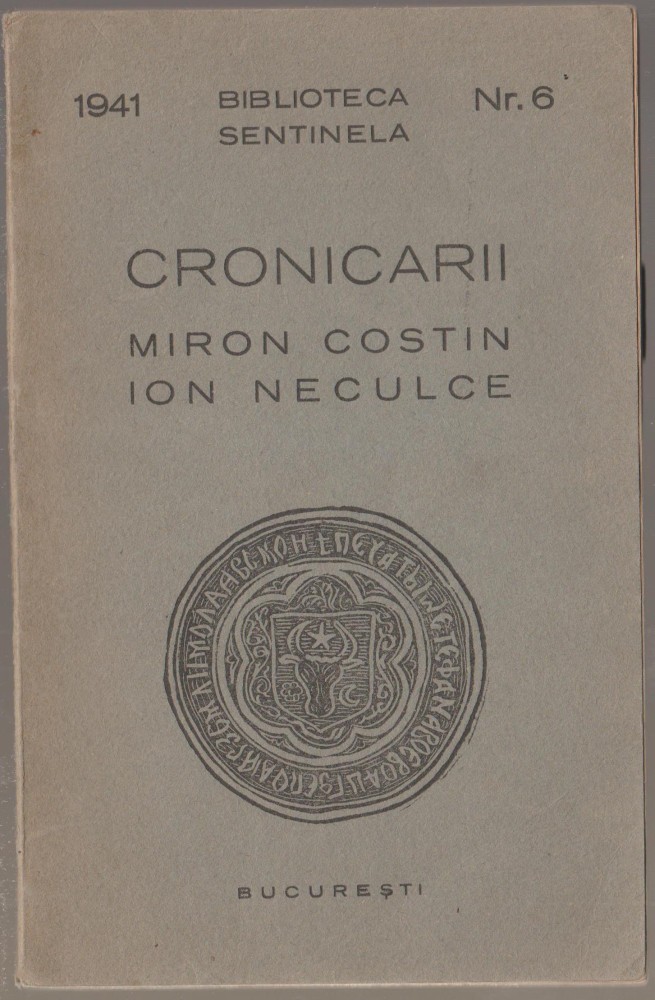 1941 BIBLIOTECA Nr. 6
SENTINELA
CRONICARII
MIRON COSTIN
ION NECULCE
BUCUREȘTI